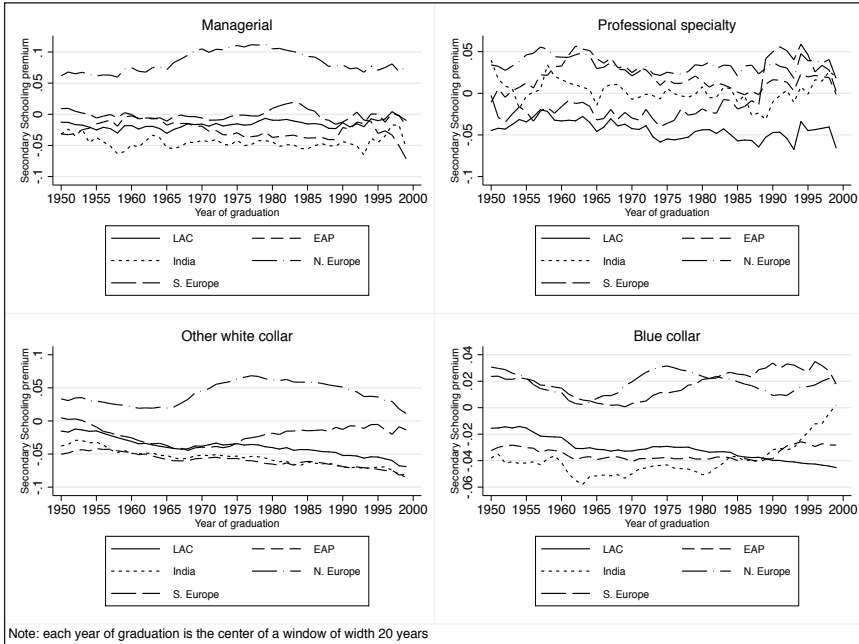 Managerial
Secondary Schooling premium
.1
.05
0
-.05
-.1
1950 1955 1960 1965 1970 1975 1980 1985 1990 1995 2000
Year of graduation
LAC EAP
India N. Europe
S. Europe
Professional specialty
Secondary Schooling premium
.05
0
-.05
-.1
1950 1955 1960 1965 1970 1975 1980 1985 1990 1995 2000
Year of graduation
LAC EAP
India N. Europe
S. Europe
Other white collar
Secondary Schooling premium
.1
.05
0
-.05
-.1
1950 1955 1960 1965 1970 1975 1980 1985 1990 1995 2000
Year of graduation
LAC EAP
India N. Europe
S. Europe
Blue collar
Secondary Schooling premium
.04
.02
0
-.02
-.04
-.06
1950 1955 1960 1965 1970 1975 1980 1985 1990 1995 2000
Year of graduation
LAC EAP
India N. Europe
S. Europe
Note: each year of graduation is the center of a window of width 20 years